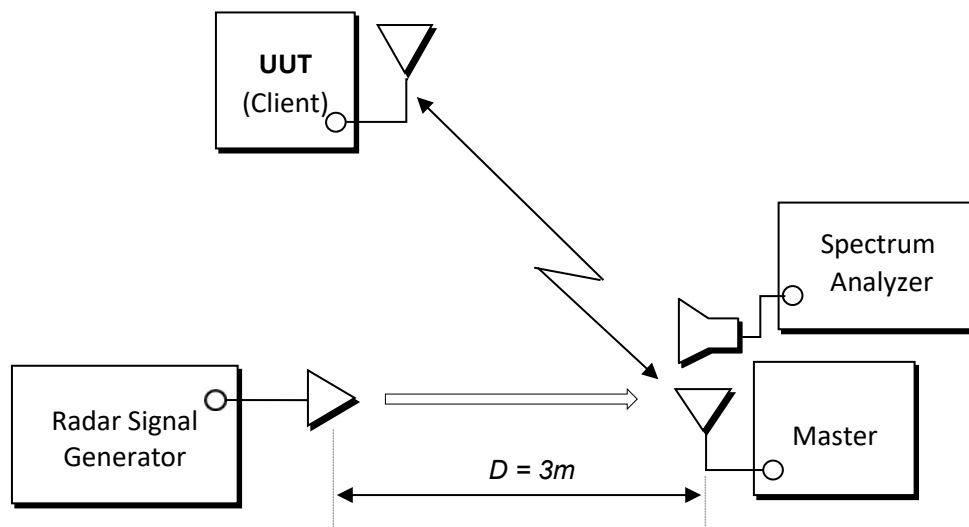 UUT
(Client)
Spectrum
Analyzer
Radar Signal
Generator
Master
D = 3m